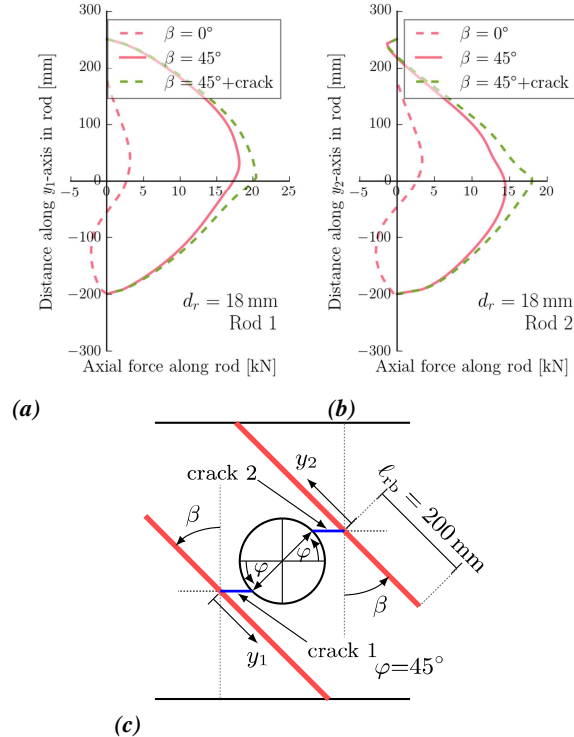 300
200
100
0
−100
−200
−300
−5
0
5
10
15
20
25
β = 0°
β = 45°
β = 45°+crack
Distance along y₁-axis in rod [mm]
d_r = 18 mm
Rod 1
Axial force along rod [kN]
300
200
100
0
−100
−200
−300
−5
0
5
10
15
20
β = 0°
β = 45°
β = 45°+crack
Distance along y₂-axis in rod [mm]
d_r = 18 mm
Rod 2
Axial force along rod [kN]
(a)
(b)
crack 2
y₂
ℓ_rb = 200 mm
β
φ
φ
β
y₁
crack 1
φ=45°
(c)